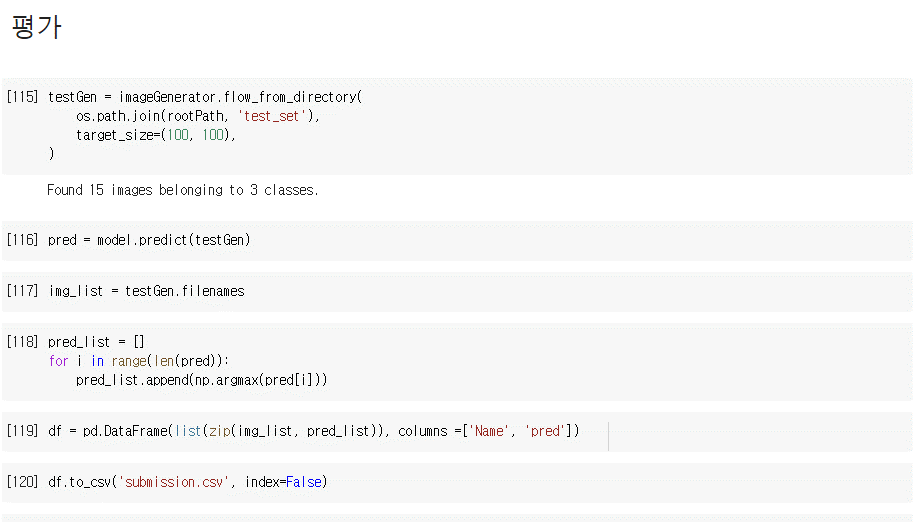 평가
[115] testGen = imageGenerator.flow_from_directory(
os.path.join(rootPath, 'test_set'),
target_size=(100, 100),
)
Found 15 images belonging to 3 classes.
[116] pred = model.predict(testGen)
[117] img_list = testGen.filenames
[118] pred_list = []
for i in range(len(pred)):
pred_list.append(np.argmax(pred[i]))
[119] df = pd.DataFrame(list(zip(img_list, pred_list)), columns =['Name', 'pred'])
[120] df.to_csv('submission.csv', index=False)